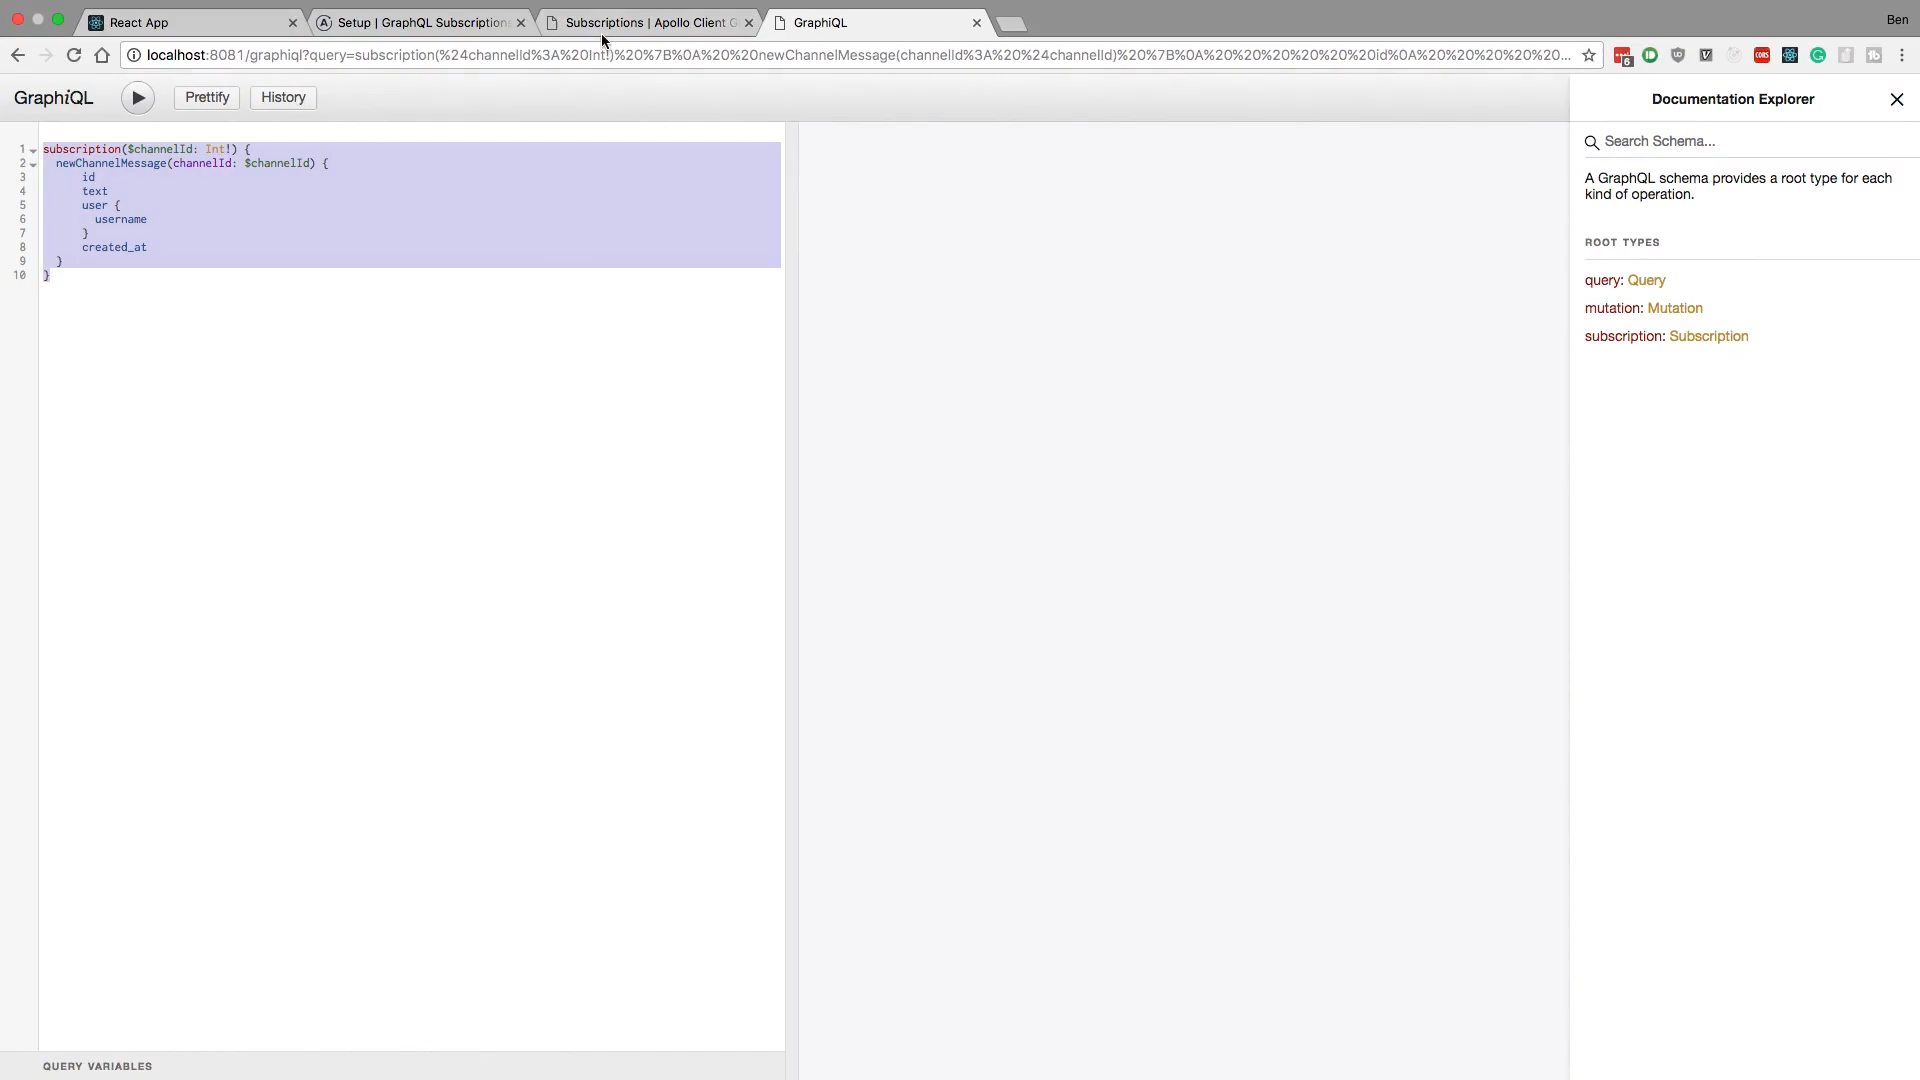 React App
Setup | GraphQL Subscriptions
Subscriptions | Apollo Client G
GraphiQL
Ben
localhost:8081/graphiql?query=subscription(%24channelId%3A%20Int!)%20%7B%0A%20%20newChannelMessage(channelId%3A%20%24channelId)%20%7B%0A%20%20%20%20%20%20id%0A%20%20%20%20%20...
6
CORS
GraphiQL
Prettify
History
Documentation Explorer
Search Schema...
A GraphQL schema provides a root type for each
kind of operation.
ROOT TYPES
query: Query
mutation: Mutation
subscription: Subscription
1 subscription($channelId: Int!) {
2 newChannelMessage(channelId: $channelId) {
3 id
4 text
5 user {
6 username
7 }
8 created_at
9 }
10 }
QUERY VARIABLES